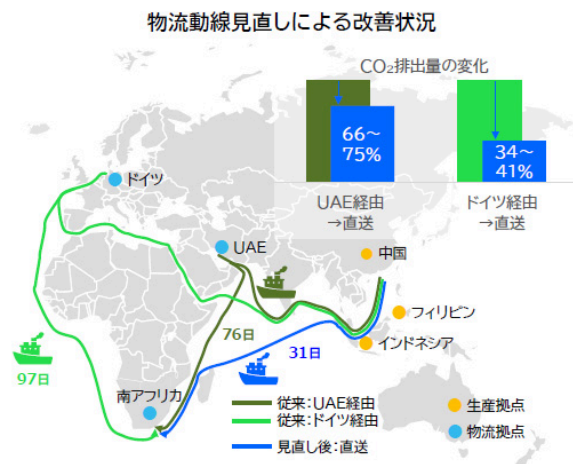 物流動線見直しによる改善状況
CO₂排出量の変化
66～
75%
34～
41%
UAE経由
→直送
ドイツ経由
→直送
ドイツ
UAE
中国
フィリピン
インドネシア
76日
31日
97日
南アフリカ
従来：UAE経由
従来：ドイツ経由
見直し後：直送
生産拠点
物流拠点